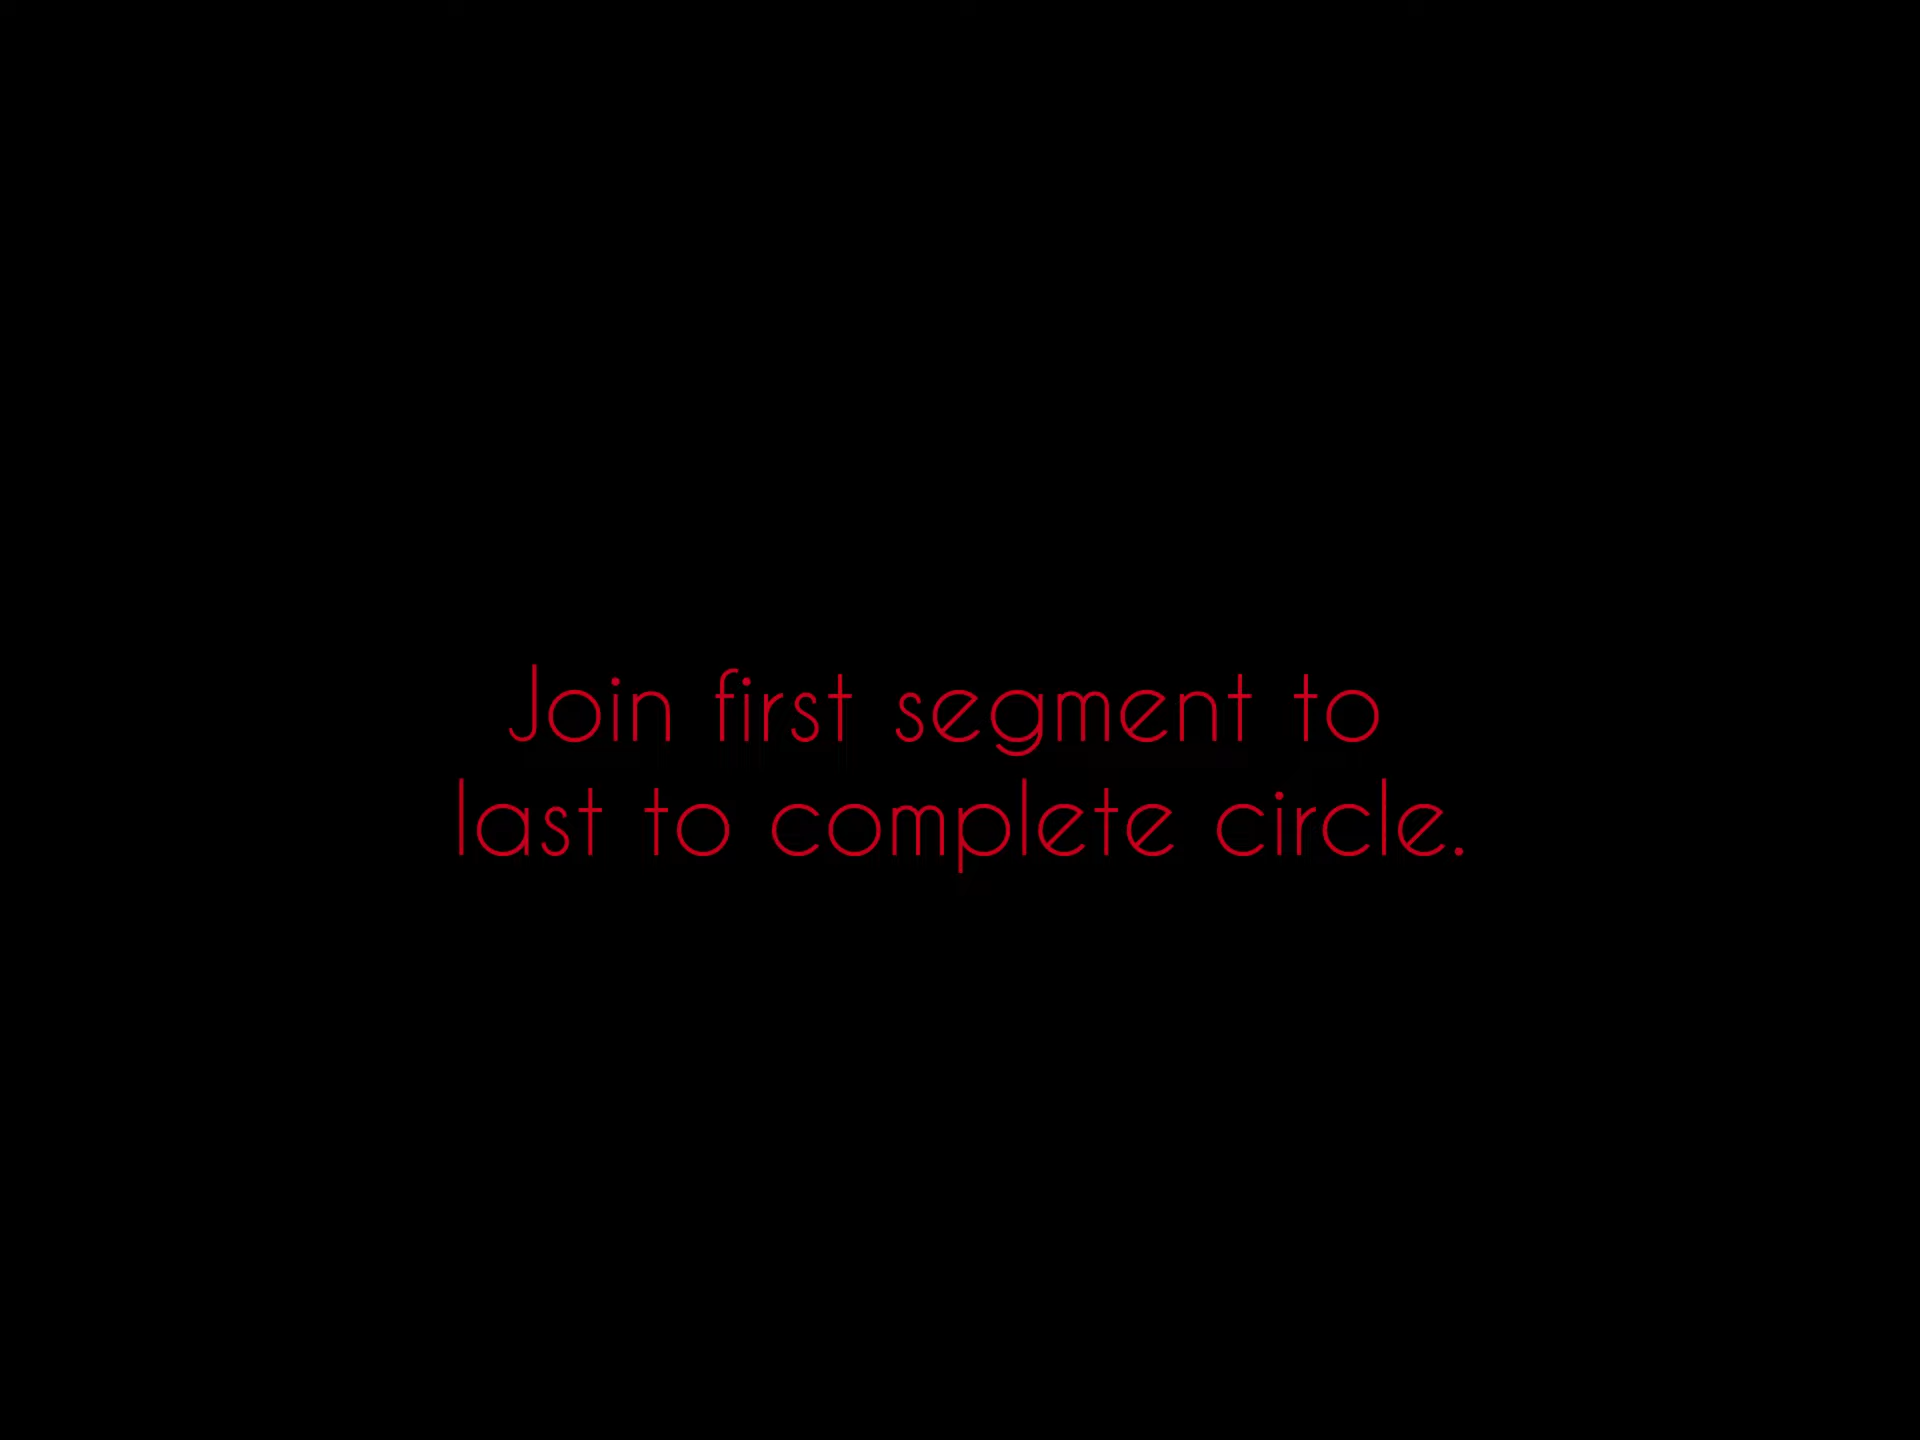 Join first segment to
last to complete circle.